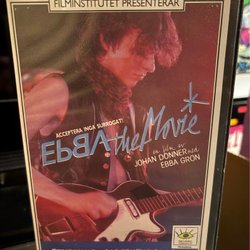 FILMINSTITUTET PRESENTERAR
ACCEPTERA INGA SURROGAT!
EBBA the Movie
en film av
JOHAN DONNER med
EBBA GRÖN